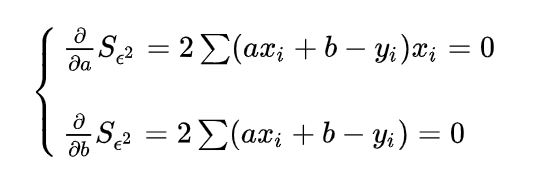 ∂/∂a S_{ϵ²} = 2 ∑(ax_i + b − y_i)x_i = 0
∂/∂b S_{ϵ²} = 2 ∑(ax_i + b − y_i) = 0